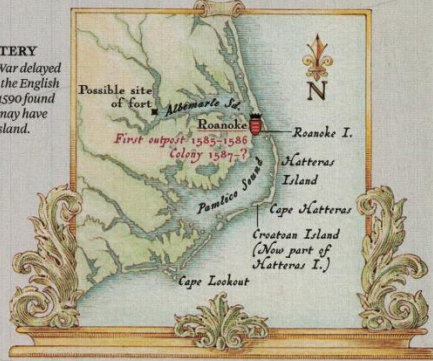 TERY
War delayed
the English
1590 found
may have
sland.
N
Possible site
of fort
Albemarle Sd.
Roanoke
Roanoke I.
First outpost 1585–1586
Colony 1587–?
Hatteras
Island
Pamlico Sound
Cape Hatteras
Croatoan Island
(Now part of
Hatteras I.)
Cape Lookout